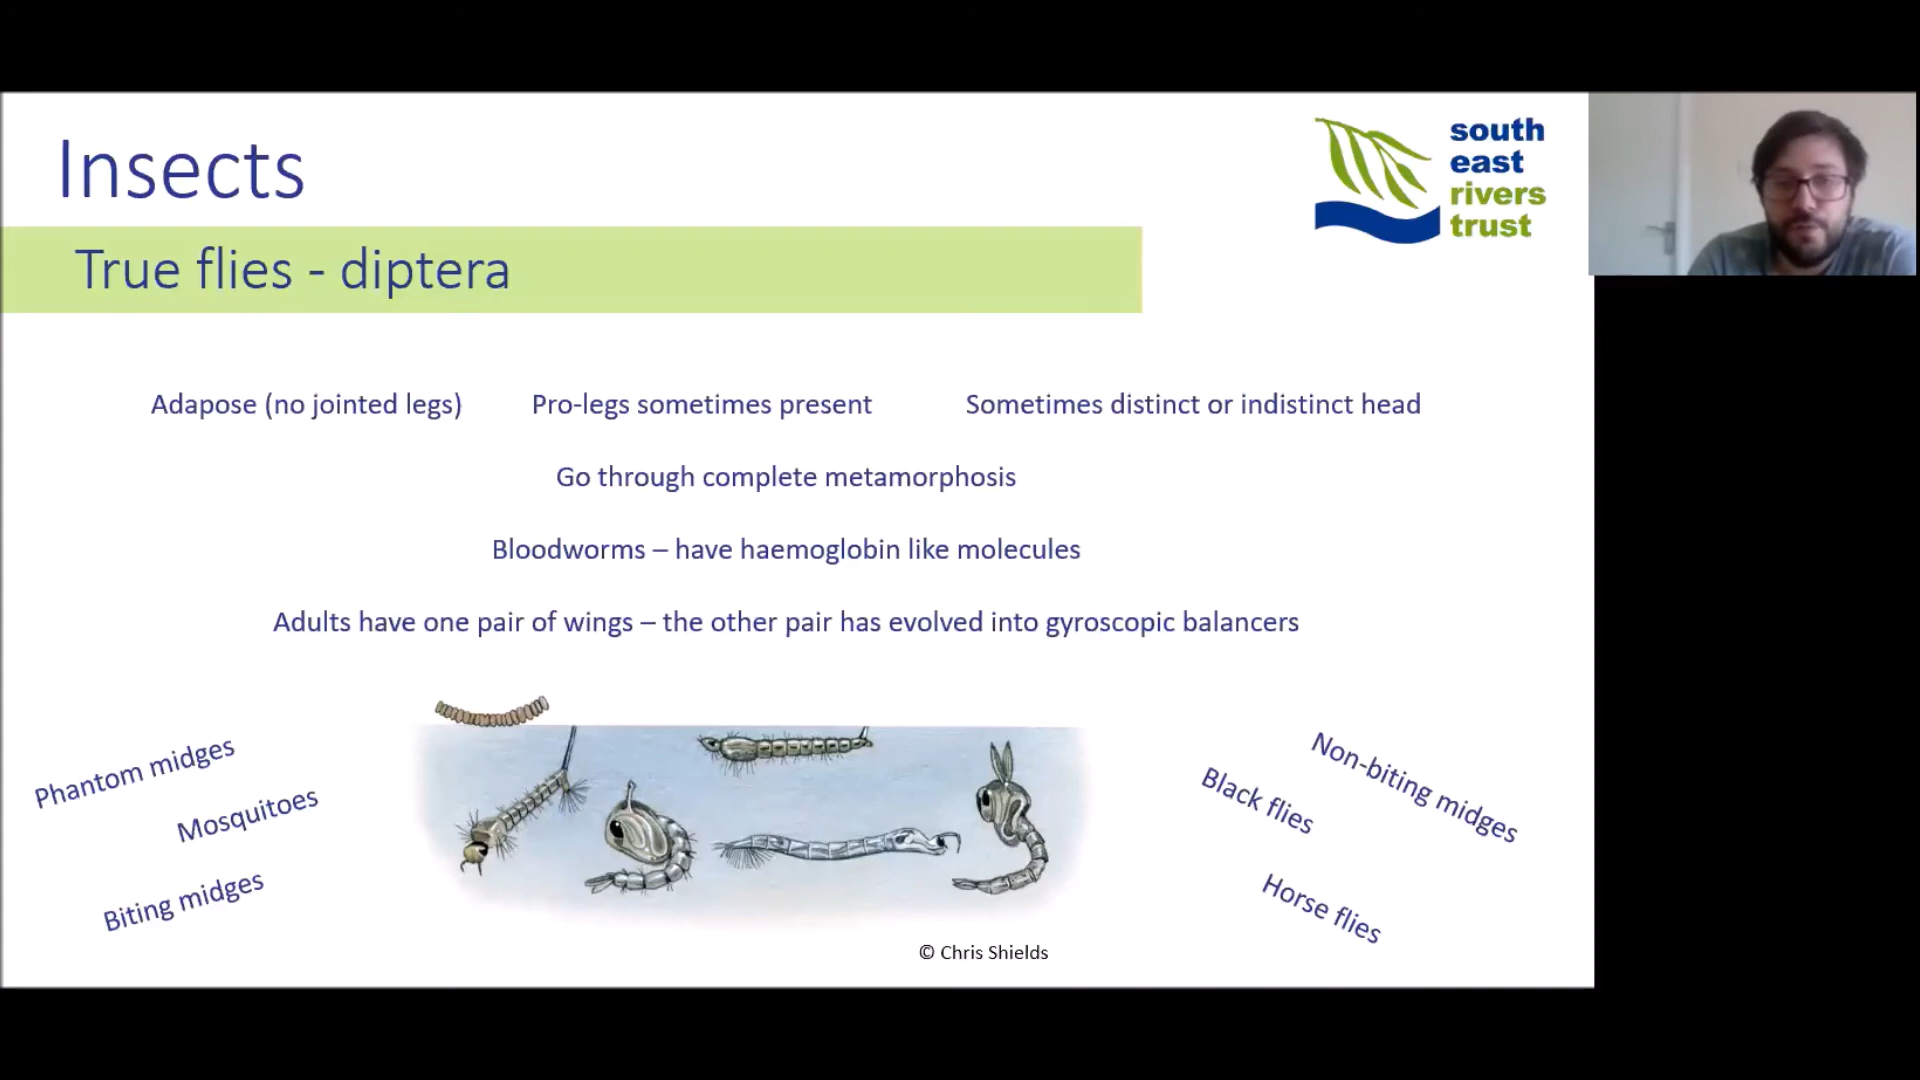 Insects
south
east
rivers
trust
True flies - diptera
Adapose (no jointed legs)
Pro-legs sometimes present
Sometimes distinct or indistinct head
Go through complete metamorphosis
Bloodworms – have haemoglobin like molecules
Adults have one pair of wings – the other pair has evolved into gyroscopic balancers
Phantom midges
Mosquitoes
Biting midges
Non-biting midges
Black flies
Horse flies
© Chris Shields